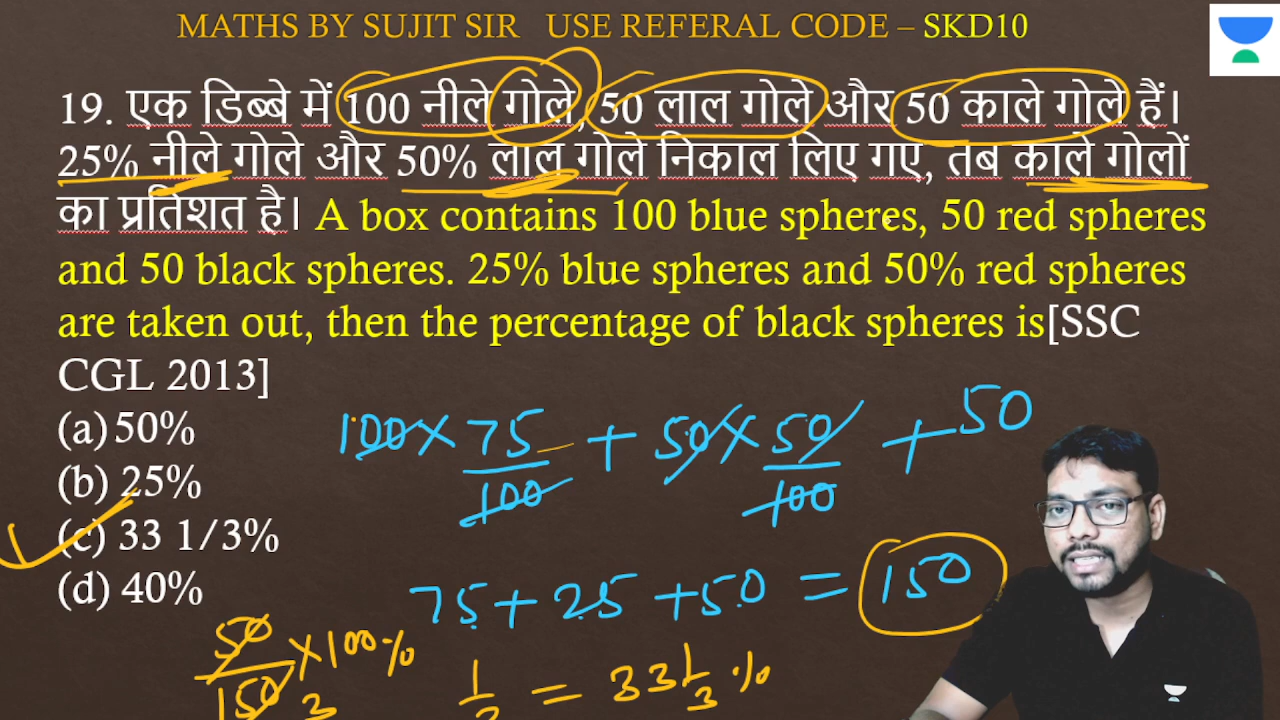 MATHS BY SUJIT SIR USE REFERAL CODE – SKD10
19. एक डिब्बे में 100 नीले गोले, 50 लाल गोले और 50 काले गोले हैं।
25% नीले गोले और 50% लाल गोले निकाल लिए गए, तब काले गोलों
का प्रतिशत है। A box contains 100 blue spheres, 50 red spheres
and 50 black spheres. 25% blue spheres and 50% red spheres
are taken out, then the percentage of black spheres is[SSC
CGL 2013]
(a) 50%
(b) 25%
(c) 33 1/3%
(d) 40%
100 × 75/100 + 50 × 50/100 + 50
75 + 25 + 50 = 150
50/150 × 100% 3
= 33 1/3 %